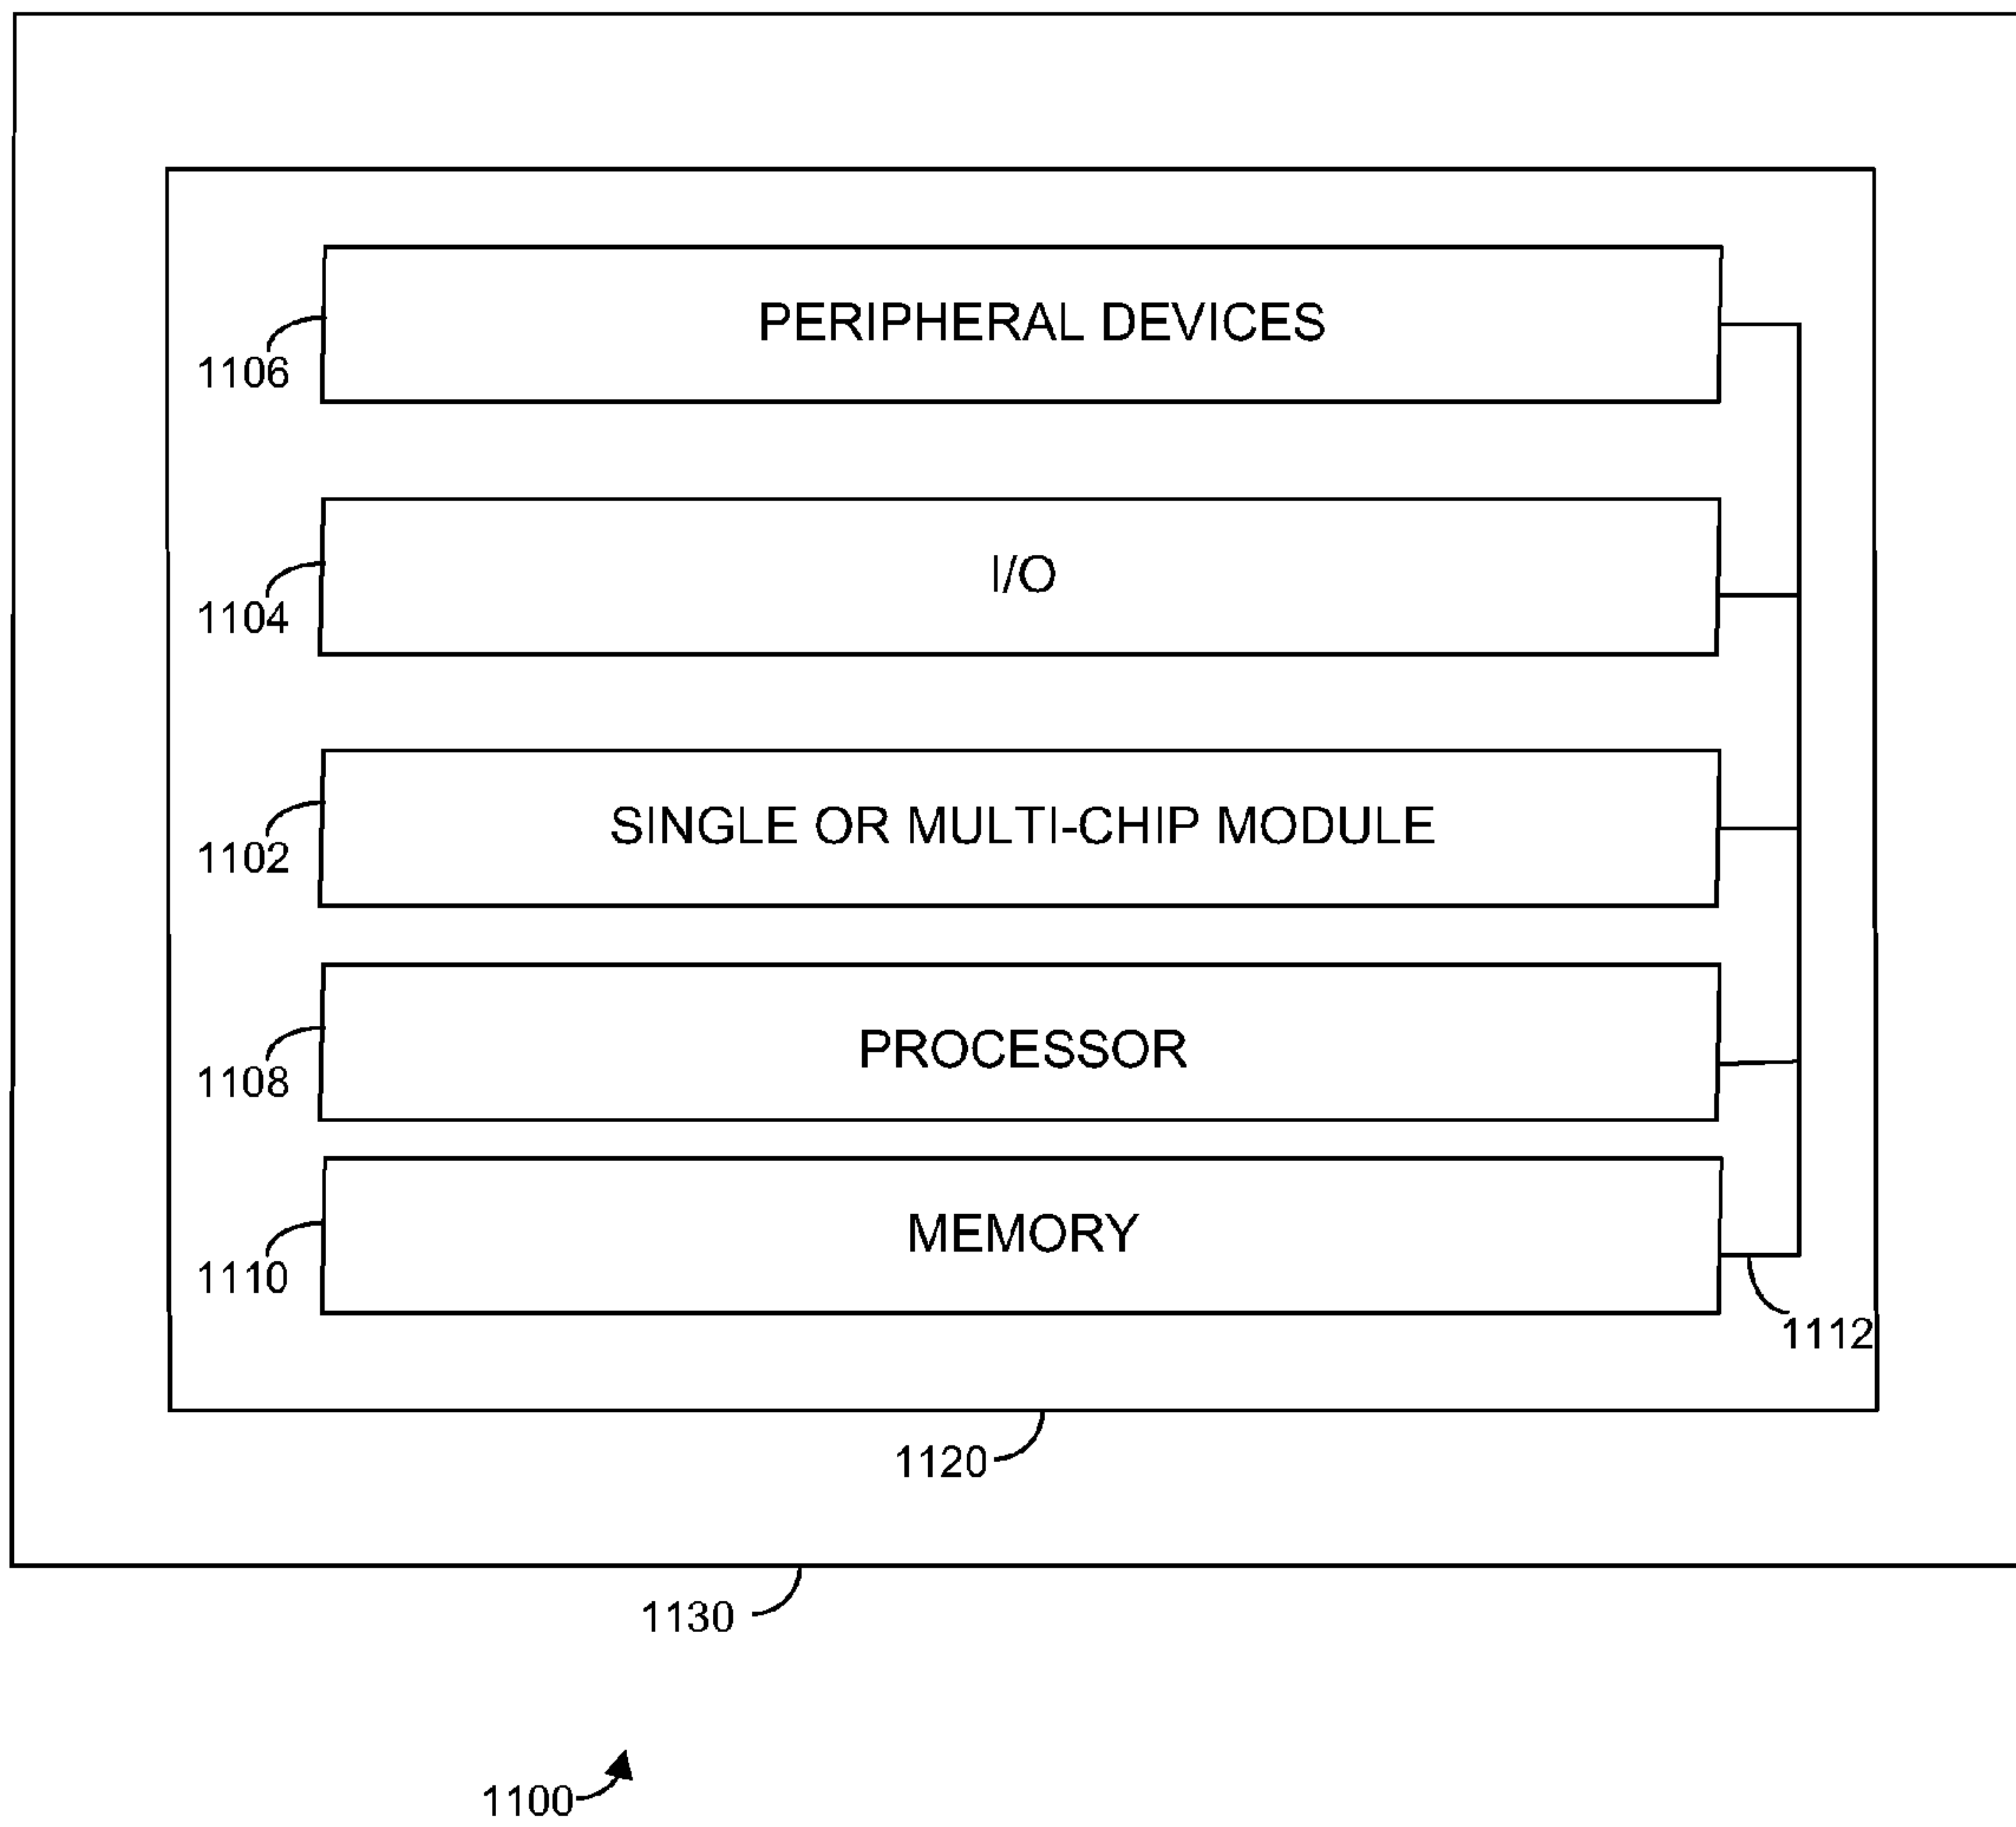 PERIPHERAL DEVICES
1106
I/O
1104
SINGLE OR MULTI-CHIP MODULE
1102
PROCESSOR
1108
MEMORY
1110
1112
1120
1130
1100